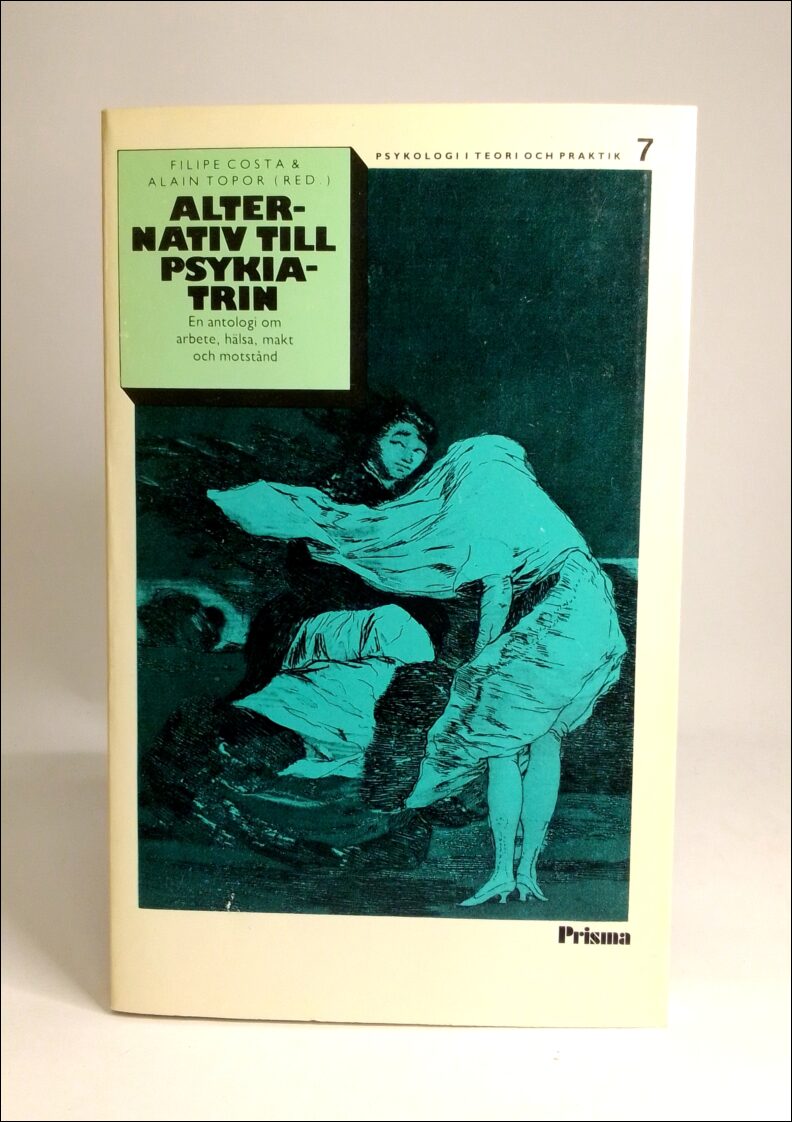 FILIPE COSTA &
ALAIN TOPOR (RED.)
ALTER-
NATIV TILL
PSYKIA-
TRIN
En antologi om
arbete, hälsa, makt
och motstånd
PSYKOLOGI I TEORI OCH PRAKTIK 7
Prisma